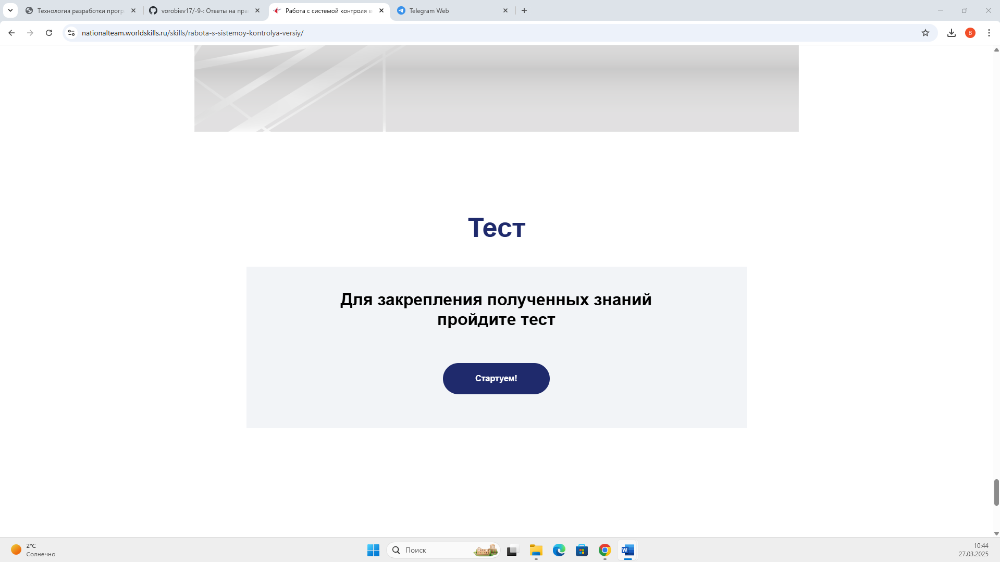 Технология разработки прогр
vorobiev17/-9-: Ответы на пра
Работа с системой контроля в
Telegram Web
nationalteam.worldskills.ru/skills/rabota-s-sistemoy-kontrolya-versiy/
B
Тест
Для закрепления полученных знаний
пройдите тест
Стартуем!
2°C
Солнечно
Поиск
W
10:44
27.03.2025